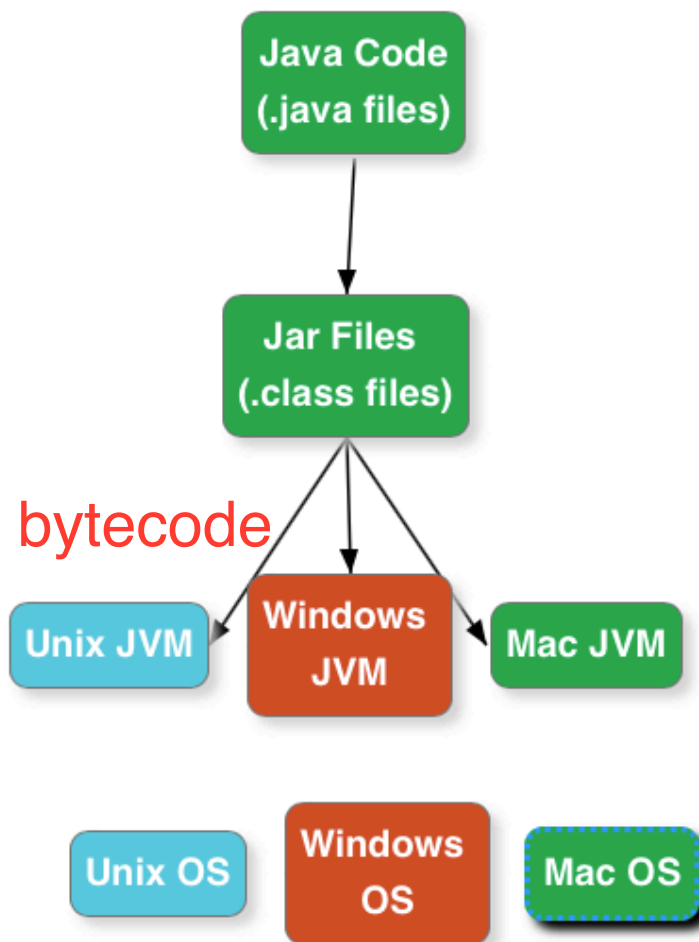 Java Code
(.java files)
Jar Files
(.class files)
bytecode
Unix JVM
Windows
JVM
Mac JVM
Unix OS
Windows
OS
Mac OS